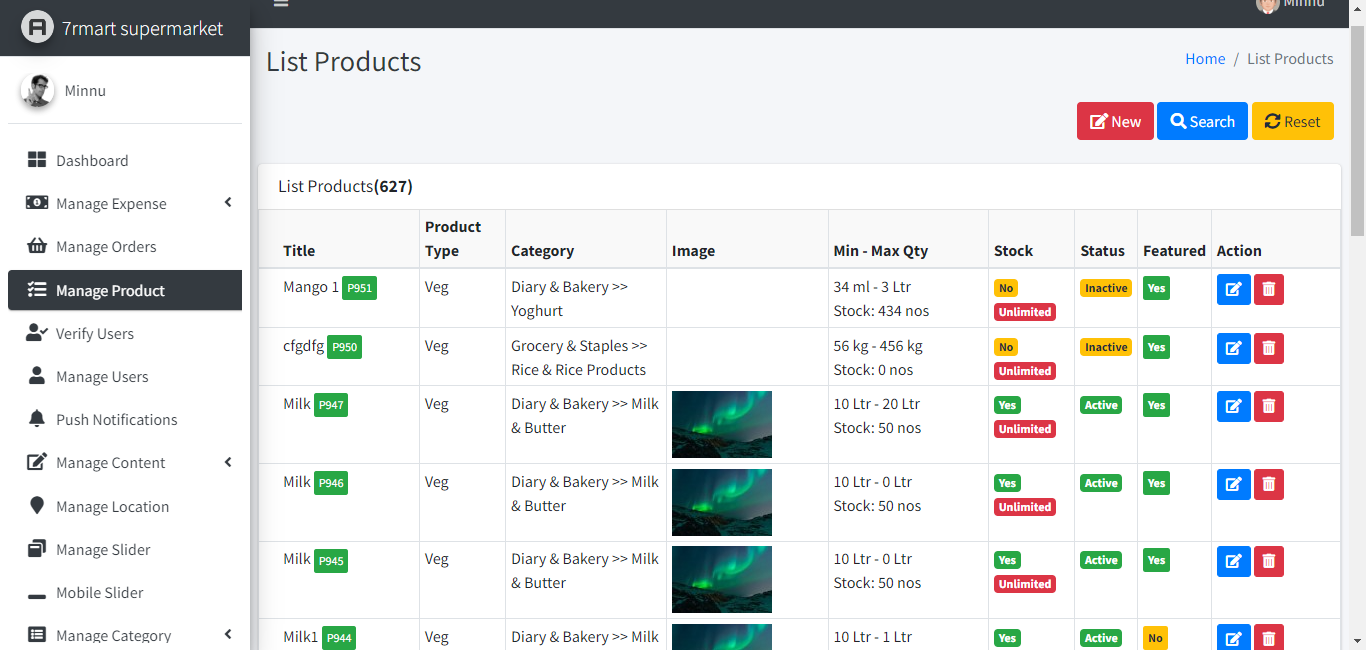 7rmart supermarket
Minnu
Minnu
Dashboard
Manage Expense
Manage Orders
Manage Product
Verify Users
Manage Users
Push Notifications
Manage Content
Manage Location
Manage Slider
Mobile Slider
Manage Category
List Products
Home / List Products
New Search Reset
List Products(627)
Title Product Type Category Image Min - Max Qty Stock Status Featured Action
Mango 1 P951 Veg Diary & Bakery >> 34 ml - 3 Ltr No Inactive Yes
Yoghurt Stock: 434 nos Unlimited
cfgdfg P950 Veg Grocery & Staples >> 56 kg - 456 kg No Inactive Yes
Rice & Rice Products Stock: 0 nos Unlimited
Milk P947 Veg Diary & Bakery >> Milk 10 Ltr - 20 Ltr Yes Active Yes
& Butter Stock: 50 nos Unlimited
Milk P946 Veg Diary & Bakery >> Milk 10 Ltr - 0 Ltr Yes Active Yes
& Butter Stock: 50 nos Unlimited
Milk P945 Veg Diary & Bakery >> Milk 10 Ltr - 0 Ltr Yes Active Yes
& Butter Stock: 50 nos Unlimited
Milk1 P944 Veg Diary & Bakery >> Milk 10 Ltr - 1 Ltr Yes Active No